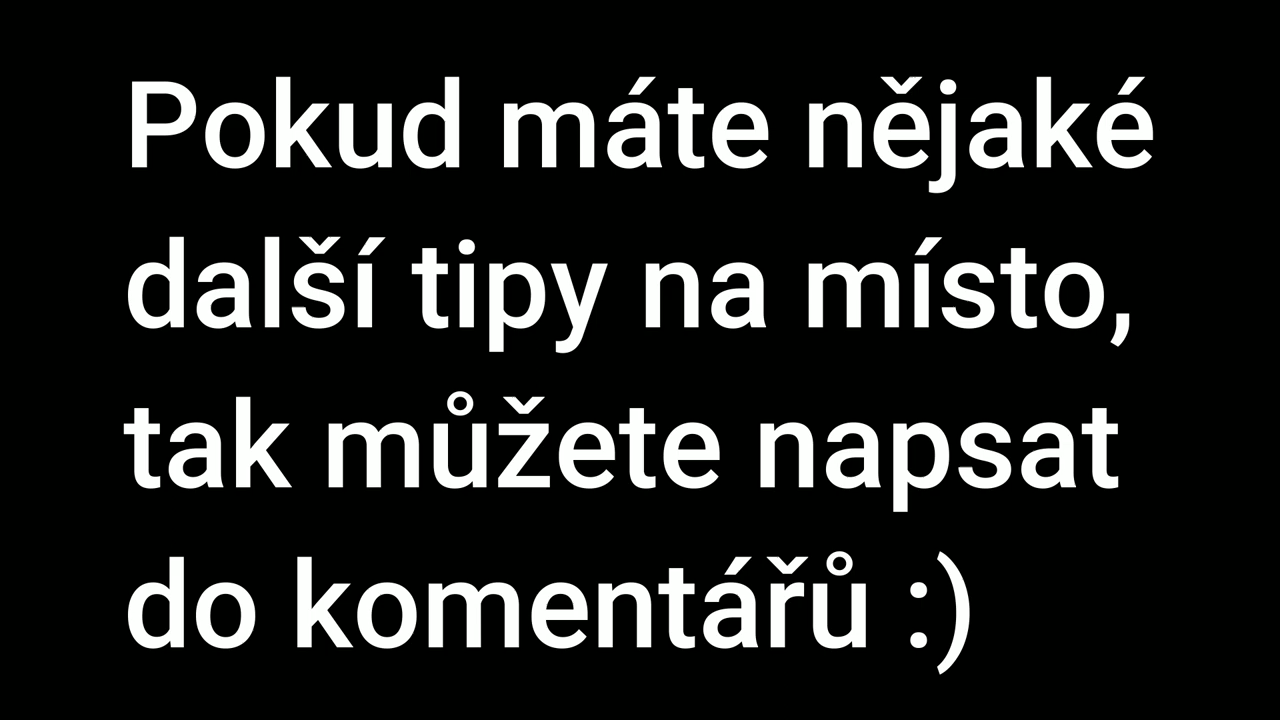 Pokud máte nějaké
další tipy na místo,
tak můžete napsat
do komentářů :)